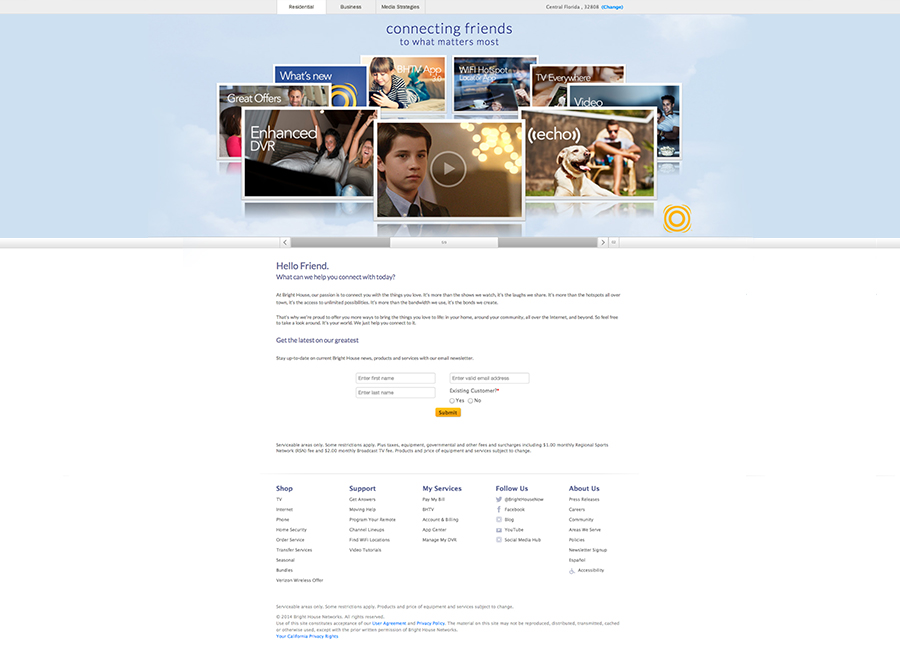 Residential Business Media Strategies Central Florida , 32808 (Change)
connecting friends
to what matters most
What's new
BHTV App
2.0
WiFi HotSpot
Local & App
TV Everywhere
Great Offers
Video
Enhanced
DVR
(echo)
Hello Friend.
What can we help you connect with today?
At Bright House, our passion is to connect you with the things you love. It's more than the shows we watch, it's the laughs we share. It's more than the hotspots all over
town, it's the access to unlimited possibilities. It's more than the bandwidth we use, it's the bonds we create.
That's why we're proud to offer you more ways to bring the things you love to life: in your home, around your community, all over the Internet, and beyond. So feel free
to take a look around. It's your world. We just help you connect to it.
Get the latest on our greatest
Stay up-to-date on current Bright House news, products and services with our email newsletter.
Enter first name Enter valid email address
Enter last name Existing Customer?*
Yes No
Submit
Serviceable areas only. Some restrictions apply. Plus taxes, equipment, governmental and other fees and surcharges including $1.00 monthly Regional Sports
Network (RSN) fee and $2.00 monthly Broadcast TV fee. Products and price of equipment and services subject to change.
Shop Support My Services Follow Us About Us
TV Get Answers Pay My Bill @BrightHouseNow Press Releases
Internet Moving Help BHTV Facebook Careers
Phone Program Your Remote Account & Billing Blog Community
Home Security Channel Lineups App Center YouTube Areas We Serve
Order Service Find WiFi Locations Manage My DVR Social Media Hub Policies
Transfer Services Video Tutorials Newsletter Signup
Seasonal Español
Bundles Accessibility
Verizon Wireless Offer
Serviceable areas only. Some restrictions apply. Products and price of equipment and services subject to change.
© 2014 Bright House Networks. All rights reserved.
Use of this site constitutes acceptance of our User Agreement and Privacy Policy. The material on this site may not be reproduced, distributed, transmitted, cached
or otherwise used, except with the prior written permission of Bright House Networks.
Your California Privacy Rights